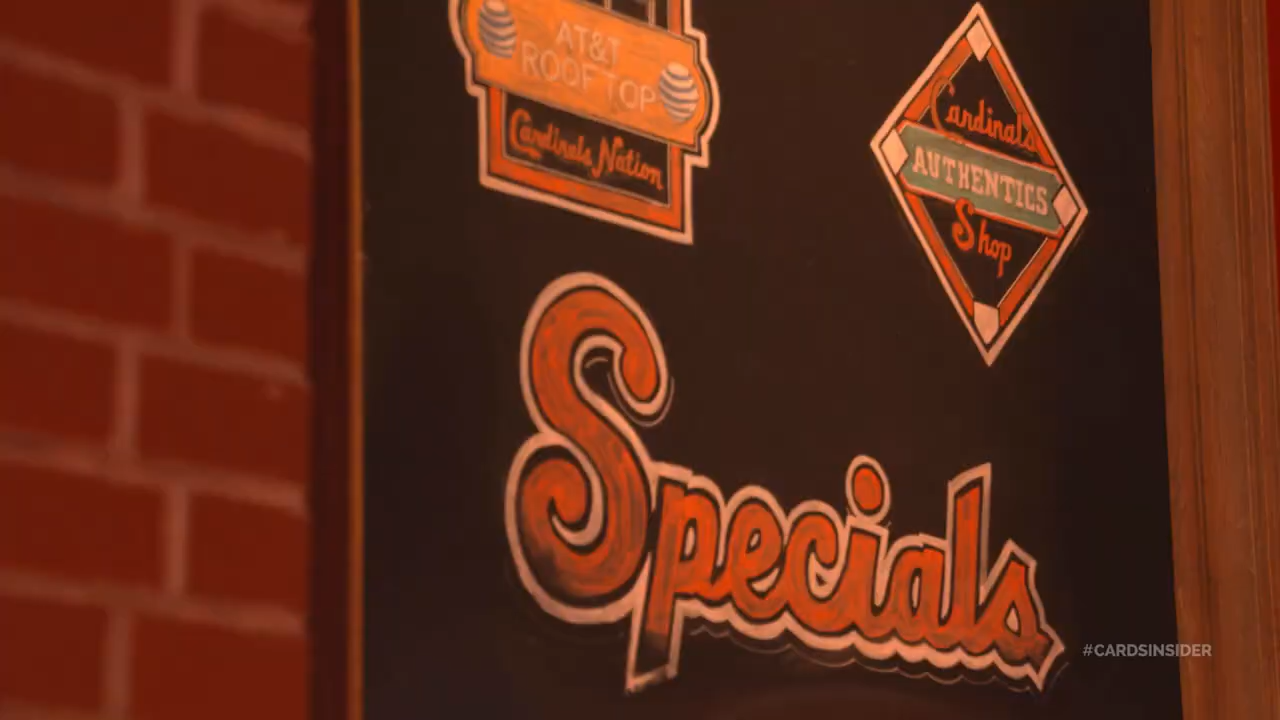 AT&T
ROOFTOP
Cardinals Nation
Cardinals
AUTHENTICS
Shop
Specials
#CARDSINSIDER